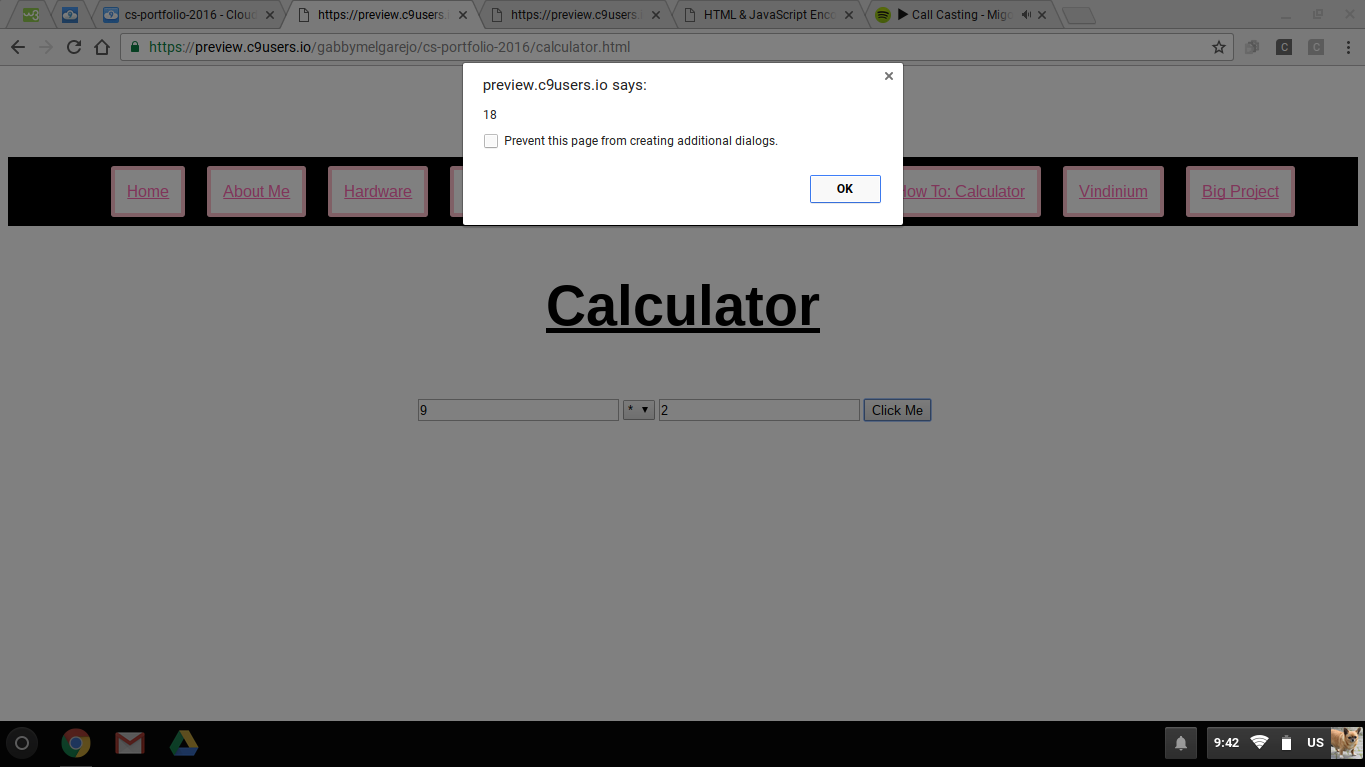 cs-portfolio-2016 - Cloud
https://preview.c9users.i
https://preview.c9users.
HTML & JavaScript Enco
Call Casting - Migo
https://preview.c9users.io/gabbymelgarejo/cs-portfolio-2016/calculator.html
C
C
preview.c9users.io says:
18
Prevent this page from creating additional dialogs.
OK
Home
About Me
Hardware
How To: Calculator
Vindinium
Big Project
Calculator
9
*
2
Click Me
9:42
US